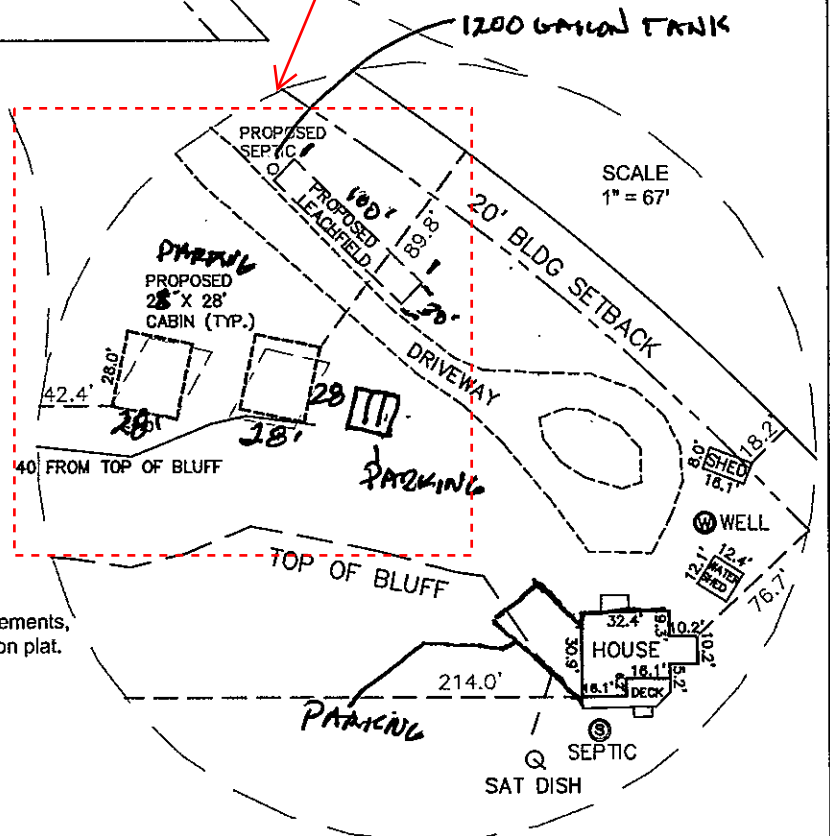 1200 GALLON TANK
PROPOSED
SEPTIC
SCALE
1" = 67'
PROPOSED
LEACHFIELD
100'
89.8'
20' BLDG SETBACK
20'
PARKING
PROPOSED
28' X 28'
CABIN (TYP.)
DRIVEWAY
28.0'
42.4'
28'
28'
28
40 FROM TOP OF BLUFF
PARKING
18.2'
8.0'
SHED
16.1'
W WELL
12.4'
12.1'
WATER
SHED
76.7'
TOP OF BLUFF
ements,
on plat.
32.4'
9.3'
10.2'
10.2'
30.9'
HOUSE
16.1'
5.2'
16.1'
DECK
214.0'
PARKING
S
SEPTIC
SAT DISH